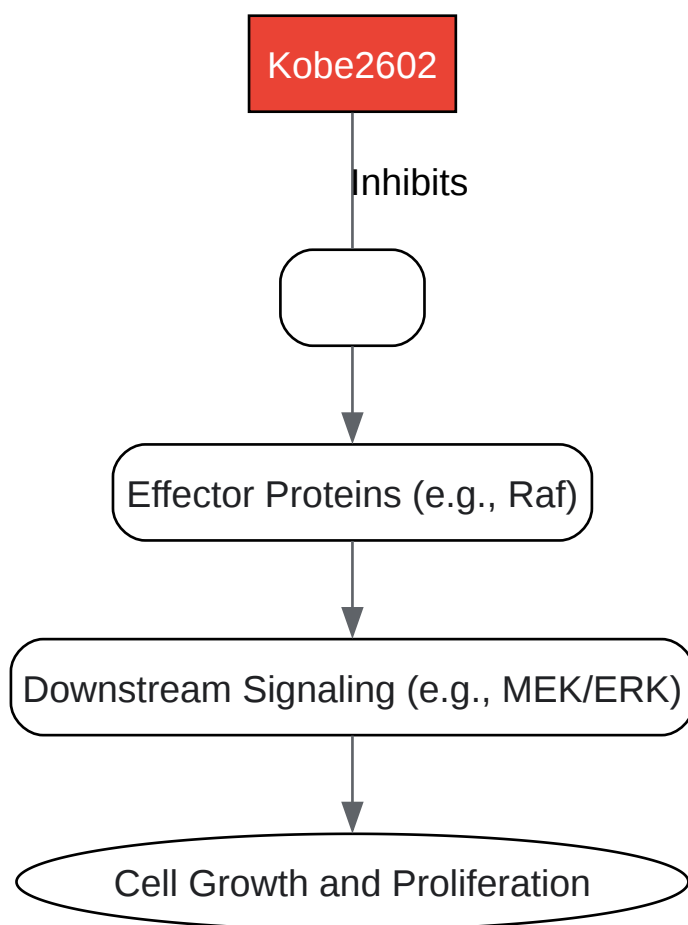 Kobe2602
Inhibits
Effector Proteins (e.g., Raf)
Downstream Signaling (e.g., MEK/ERK)
Cell Growth and Proliferation